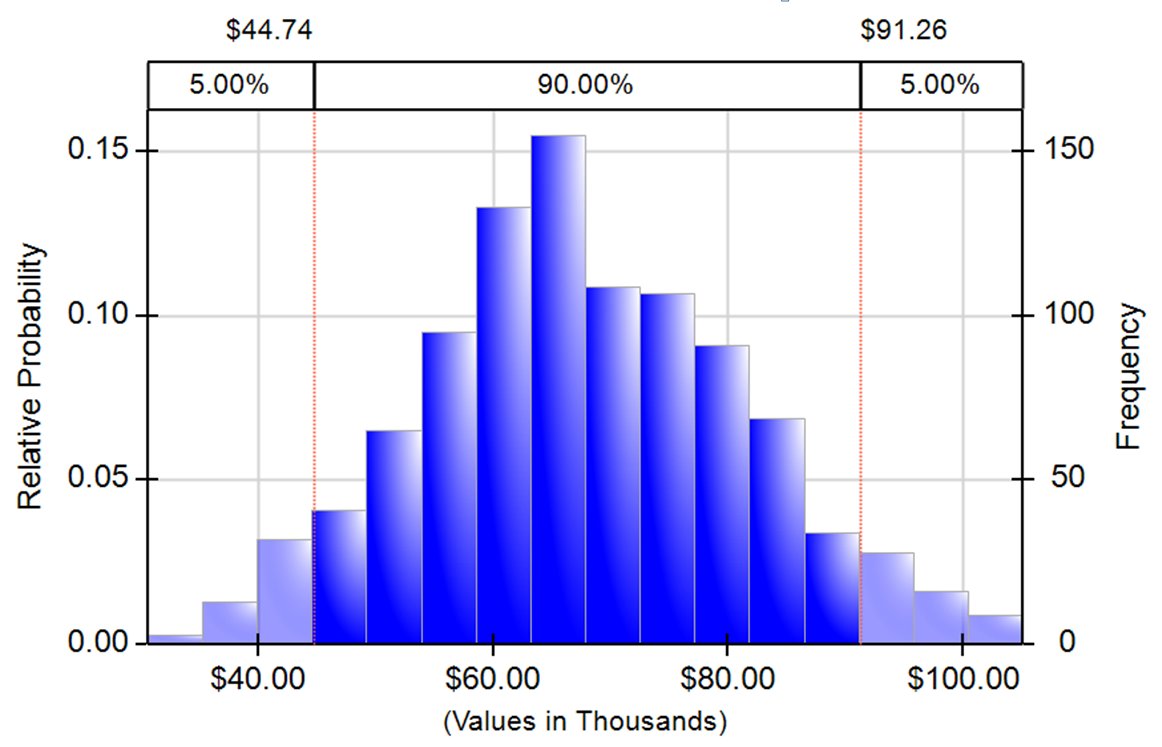 $44.74 $91.26
5.00% 90.00% 5.00%
Relative Probability
0.15
0.10
0.05
0.00
150
100
50
0
Frequency
$40.00 $60.00 $80.00 $100.00
(Values in Thousands)